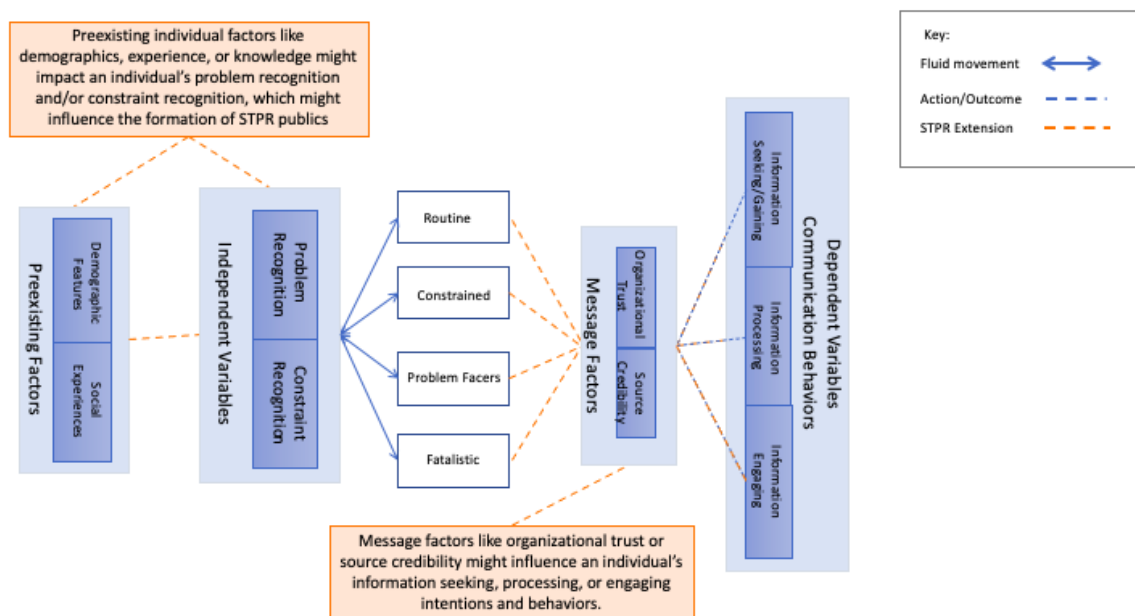 Preexisting individual factors like
demographics, experience, or knowledge might
impact an individual's problem recognition
and/or constraint recognition, which might
influence the formation of STPR publics
Key:
Fluid movement
Action/Outcome
STPR Extension
Preexisting Factors
Demographic
Features
Social
Experiences
Independent Variables
Problem
Recognition
Constraint
Recognition
Routine
Constrained
Problem Facers
Fatalistic
Message Factors
Organizational
Trust
Source
Credibility
Dependent Variables
Communication Behaviors
Information
Seeking/Gaining
Information
Processing
Information
Engaging
Message factors like organizational trust or
source credibility might influence an individual's
information seeking, processing, or engaging
intentions and behaviors.